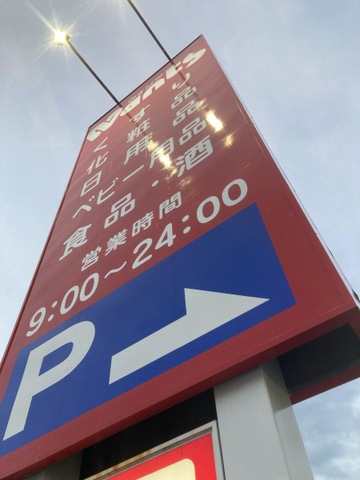 Wants
くすり
化粧品
日用品
ベビー用品
食品・酒
営業時間
9:00〜24:00
P